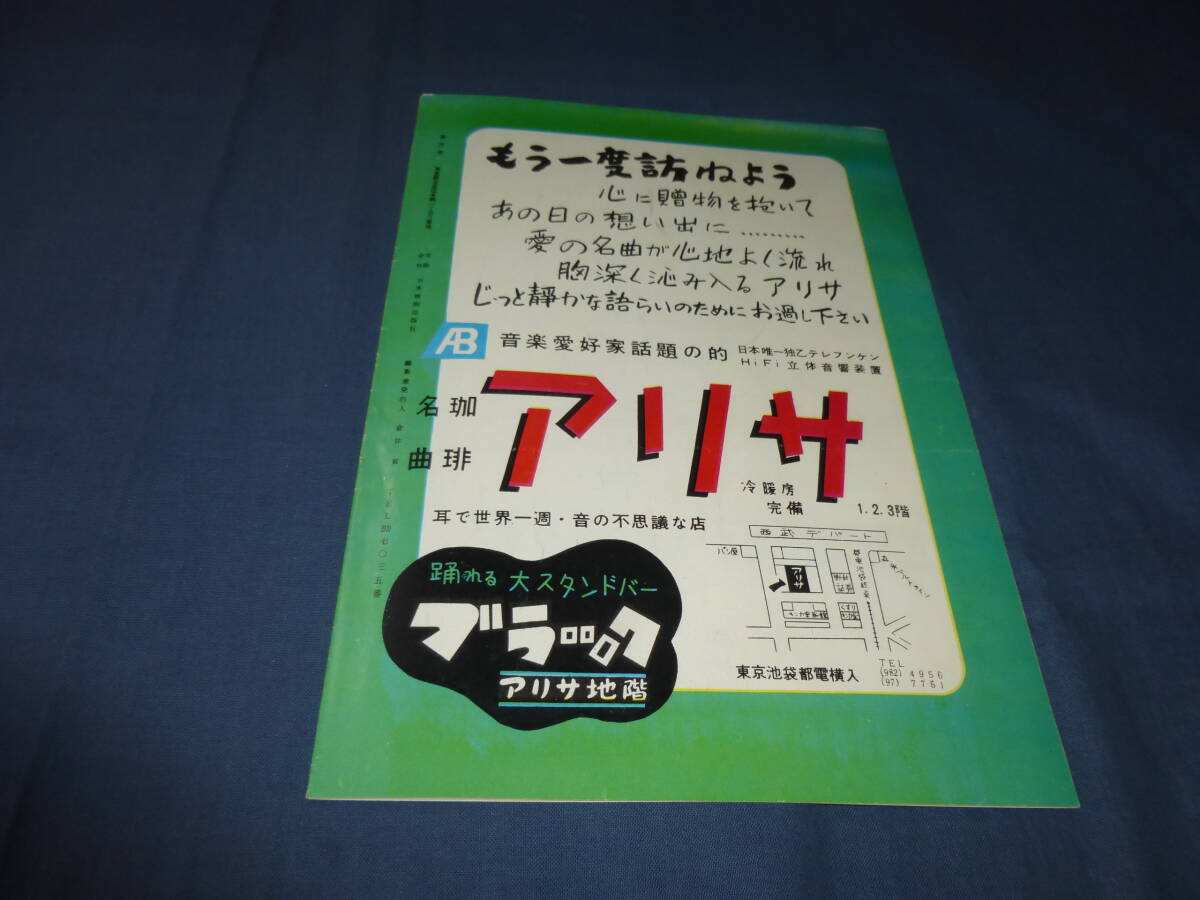 もう一度訪ねよう
心に贈物を抱いて
あの日の想い出に………
愛の名曲が心地よく流れ
胸深く沁み入るアリサ
じっと靜かな語らいのためにお過し下さい
AB
音楽愛好家話題の的
日本唯一独乙テレフンケン
HiFi立体音響装置
名曲
珈琲
アリサ
冷暖房
完備
1.2.3階
耳で世界一週・音の不思議な店
踊れる 大スタンドバー
ブラック
アリサ地階
西武デパート
パン屋
アリサ
東京池袋都電横入
TEL
(982) 4956
(97) 7751